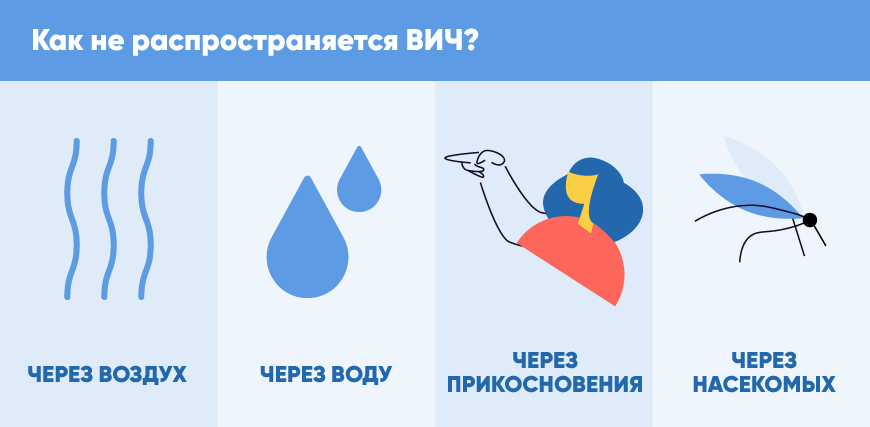 Как не распространяется ВИЧ?
ЧЕРЕЗ ВОЗДУХ
ЧЕРЕЗ ВОДУ
ЧЕРЕЗ
ПРИКОСНОВЕНИЯ
ЧЕРЕЗ
НАСЕКОМЫХ